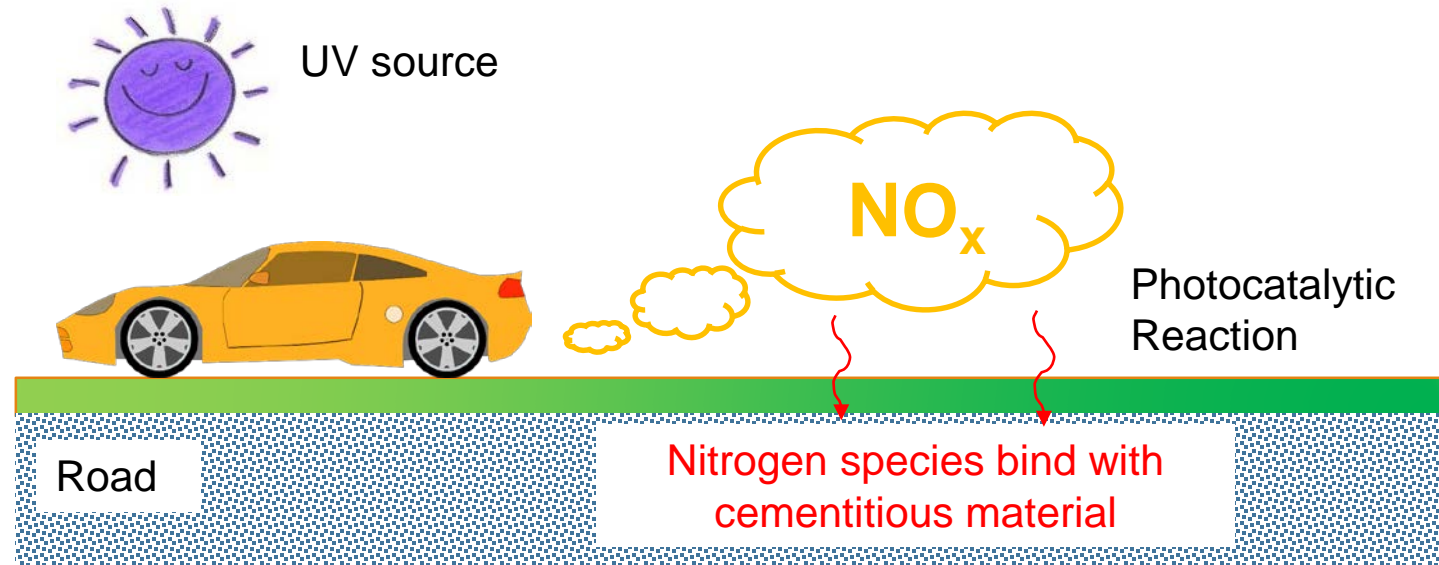 UV source
NOₓ
Photocatalytic
Reaction
Road
Nitrogen species bind with
cementitious material